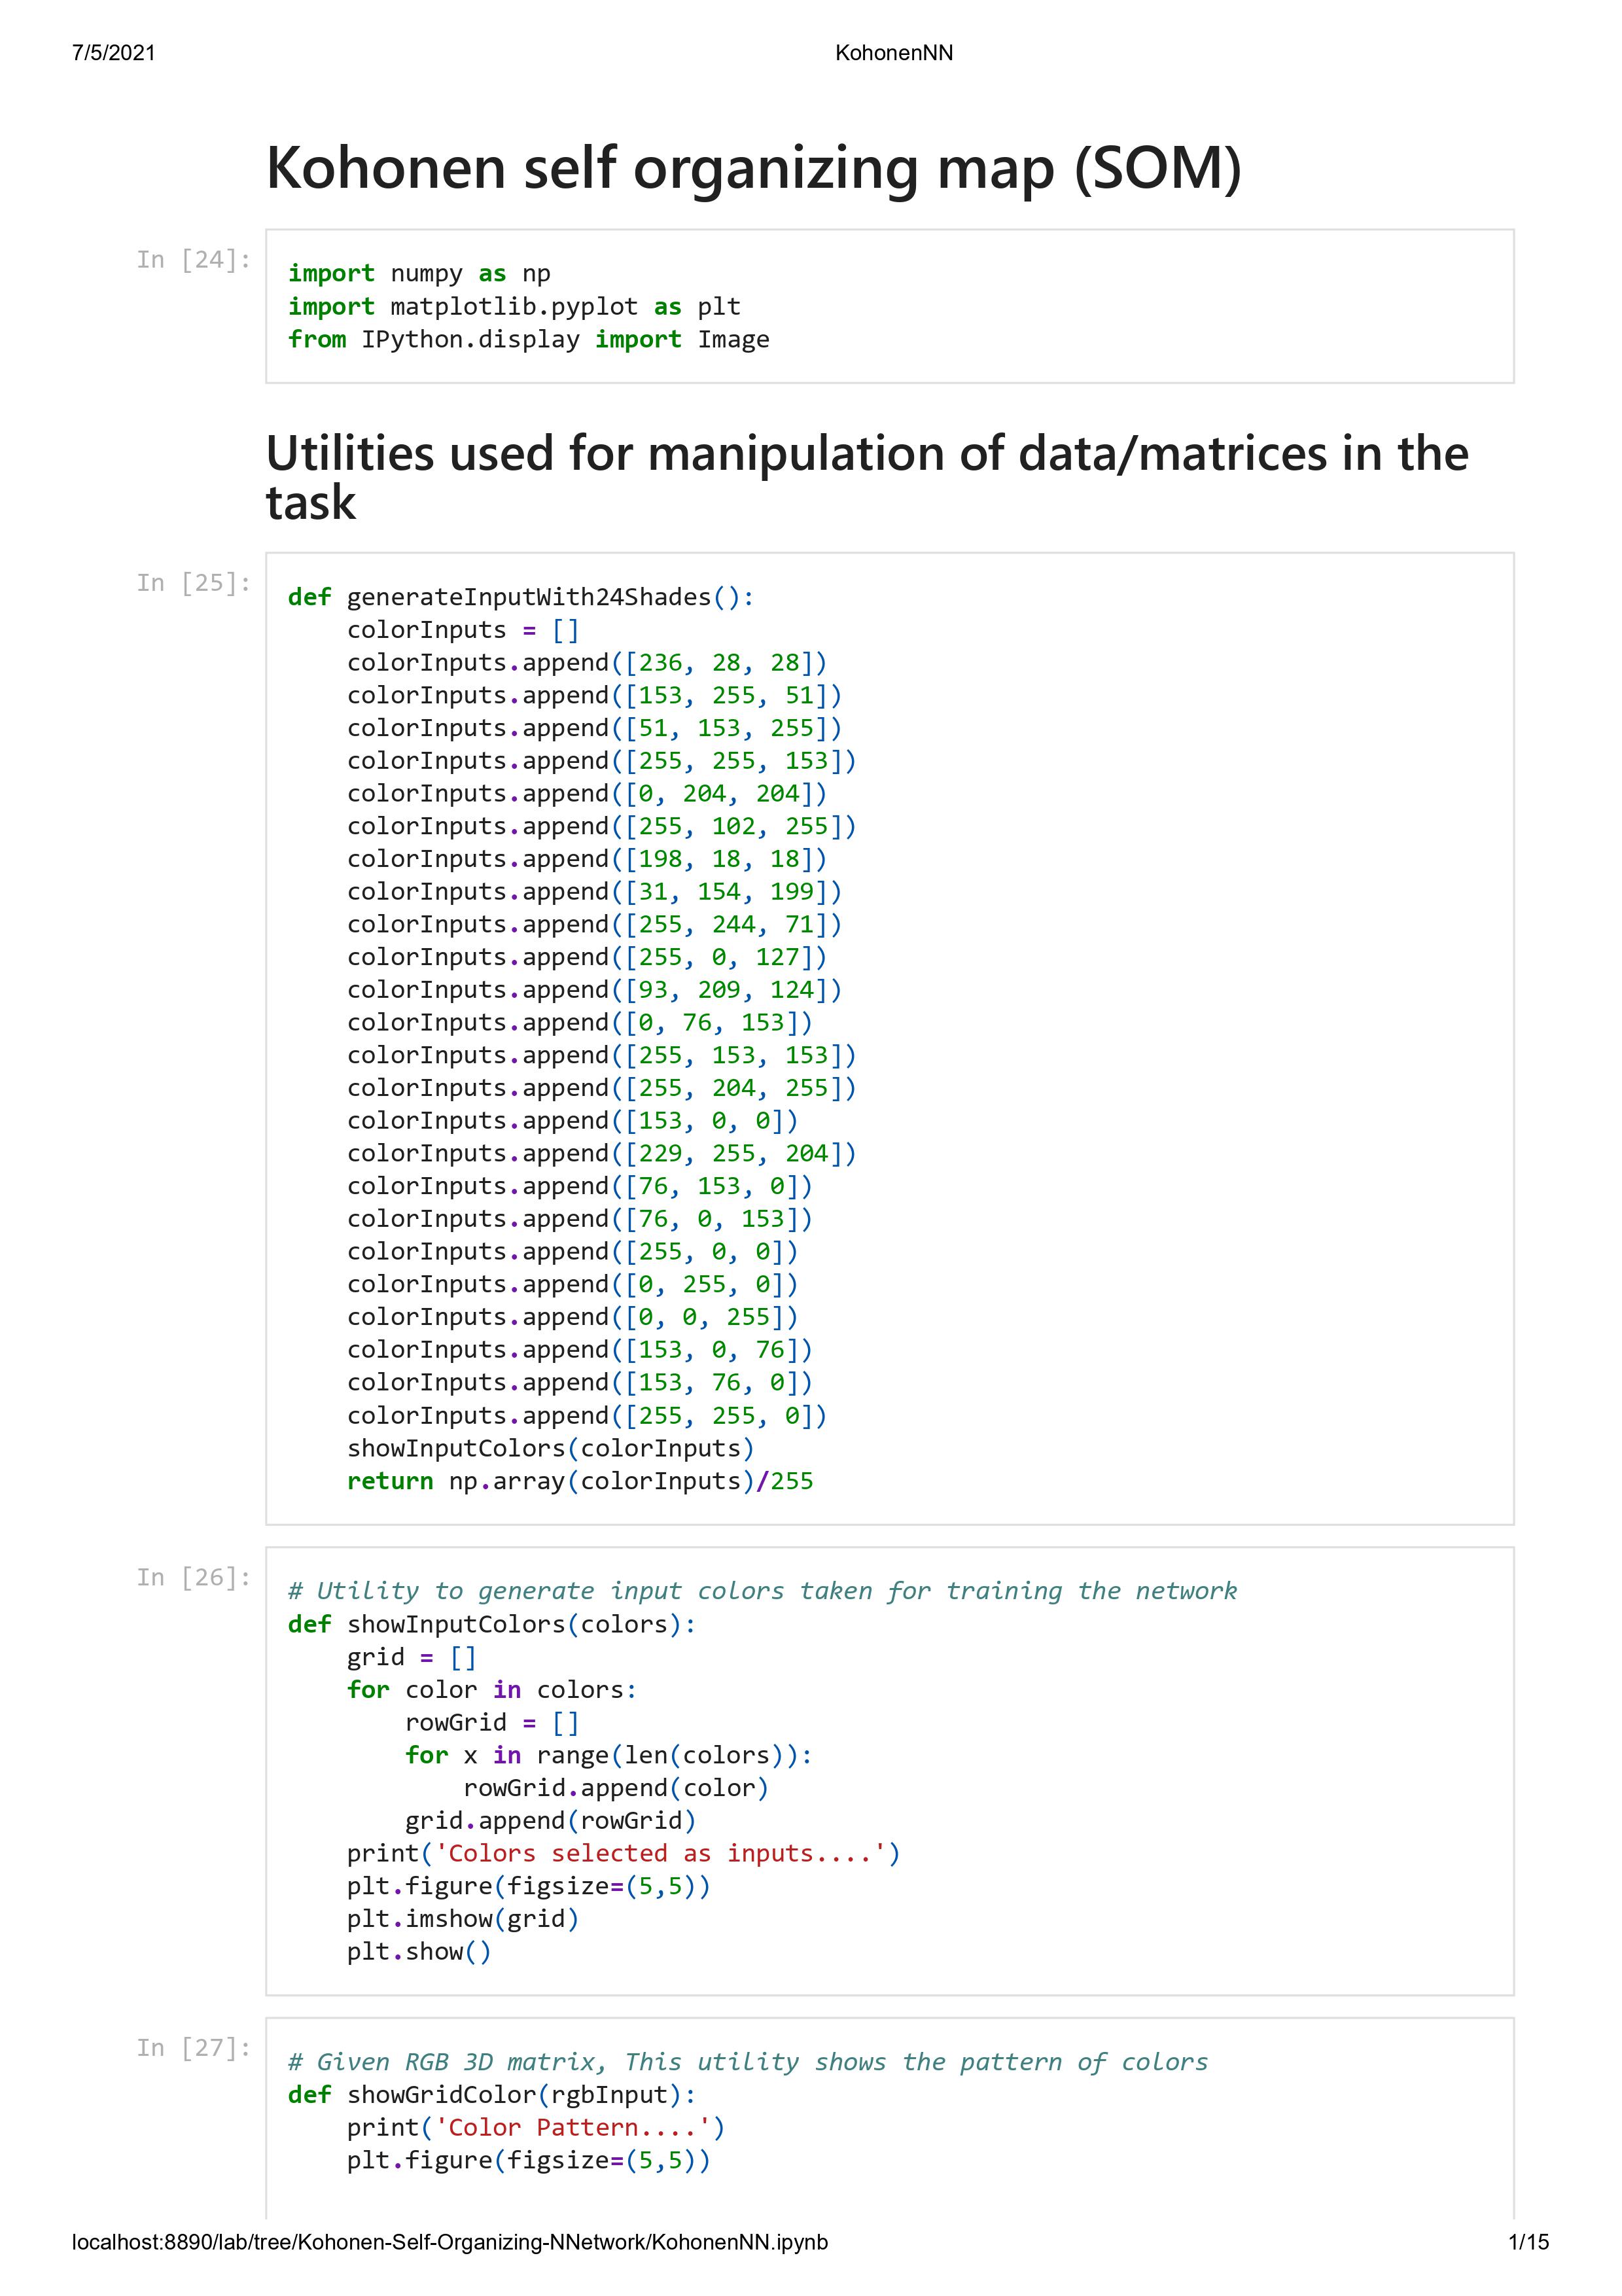 7/5/2021 KohonenNN
Kohonen self organizing map (SOM)
In [24]:
import numpy as np
import matplotlib.pyplot as plt
from IPython.display import Image
Utilities used for manipulation of data/matrices in the
task
In [25]:
def generateInputWith24Shades():
    colorInputs = []
    colorInputs.append([236, 28, 28])
    colorInputs.append([153, 255, 51])
    colorInputs.append([51, 153, 255])
    colorInputs.append([255, 255, 153])
    colorInputs.append([0, 204, 204])
    colorInputs.append([255, 102, 255])
    colorInputs.append([198, 18, 18])
    colorInputs.append([31, 154, 199])
    colorInputs.append([255, 244, 71])
    colorInputs.append([255, 0, 127])
    colorInputs.append([93, 209, 124])
    colorInputs.append([0, 76, 153])
    colorInputs.append([255, 153, 153])
    colorInputs.append([255, 204, 255])
    colorInputs.append([153, 0, 0])
    colorInputs.append([229, 255, 204])
    colorInputs.append([76, 153, 0])
    colorInputs.append([76, 0, 153])
    colorInputs.append([255, 0, 0])
    colorInputs.append([0, 255, 0])
    colorInputs.append([0, 0, 255])
    colorInputs.append([153, 0, 76])
    colorInputs.append([153, 76, 0])
    colorInputs.append([255, 255, 0])
    showInputColors(colorInputs)
    return np.array(colorInputs)/255
In [26]:
# Utility to generate input colors taken for training the network
def showInputColors(colors):
    grid = []
    for color in colors:
        rowGrid = []
        for x in range(len(colors)):
            rowGrid.append(color)
        grid.append(rowGrid)
    print('Colors selected as inputs....')
    plt.figure(figsize=(5,5))
    plt.imshow(grid)
    plt.show()
In [27]:
# Given RGB 3D matrix, This utility shows the pattern of colors
def showGridColor(rgbInput):
    print('Color Pattern....')
    plt.figure(figsize=(5,5))
localhost:8890/lab/tree/Kohonen-Self-Organizing-NNetwork/KohonenNN.ipynb 1/15